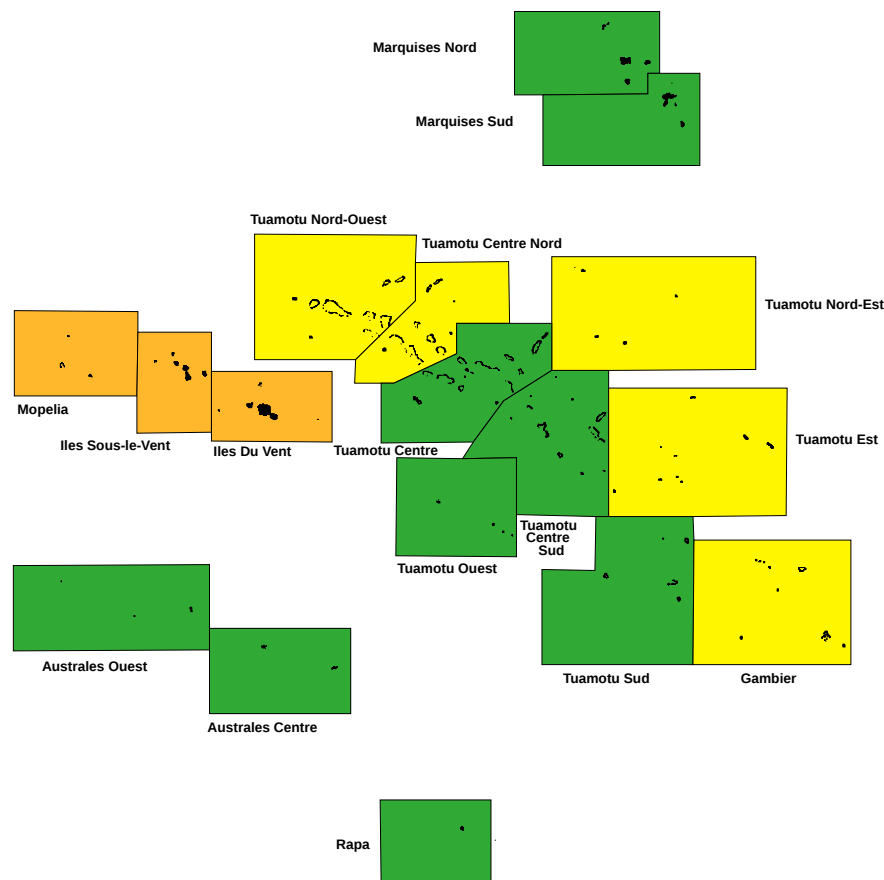 Marquises Nord
Marquises Sud
Tuamotu Nord-Ouest
Tuamotu Centre Nord
Tuamotu Nord-Est
Mopelia
Iles Sous-le-Vent
Iles Du Vent
Tuamotu Centre
Tuamotu Est
Tuamotu
Centre
Sud
Tuamotu Ouest
Australes Ouest
Tuamotu Sud
Gambier
Australes Centre
Rapa